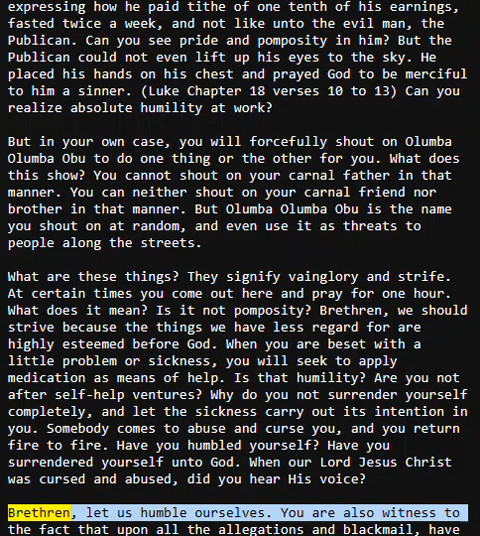 expressing how he paid tithe of one tenth of his earnings,
fasted twice a week, and not like unto the evil man, the
Publican. Can you see pride and pomposity in him? But the
Publican could not even lift up his eyes to the sky. He
placed his hands on his chest and prayed God to be merciful
to him a sinner. (Luke Chapter 18 verses 10 to 13) Can you
realize absolute humility at work?
But in your own case, you will forcefully shout on Olumba
Olumba Obu to do one thing or the other for you. What does
this show? You cannot shout on your carnal father in that
manner. You can neither shout on your carnal friend nor
brother in that manner. But Olumba Olumba Obu is the name
you shout on at random, and even use it as threats to
people along the streets.
What are these things? They signify vainglory and strife.
At certain times you come out here and pray for one hour.
What does it mean? Is it not pomposity? Brethren, we should
strive because the things we have less regard for are
highly esteemed before God. When you are beset with a
little problem or sickness, you will seek to apply
medication as means of help. Is that humility? Are you not
after self-help ventures? Why do you not surrender yourself
completely, and let the sickness carry out its intention in
you. Somebody comes to abuse and curse you, and you return
fire to fire. Have you humbled yourself? Have you
surrendered yourself unto God. When our Lord Jesus Christ
was cursed and abused, did you hear His voice?
Brethren, let us humble ourselves. You are also witness to
the fact that upon all the allegations and blackmail, have